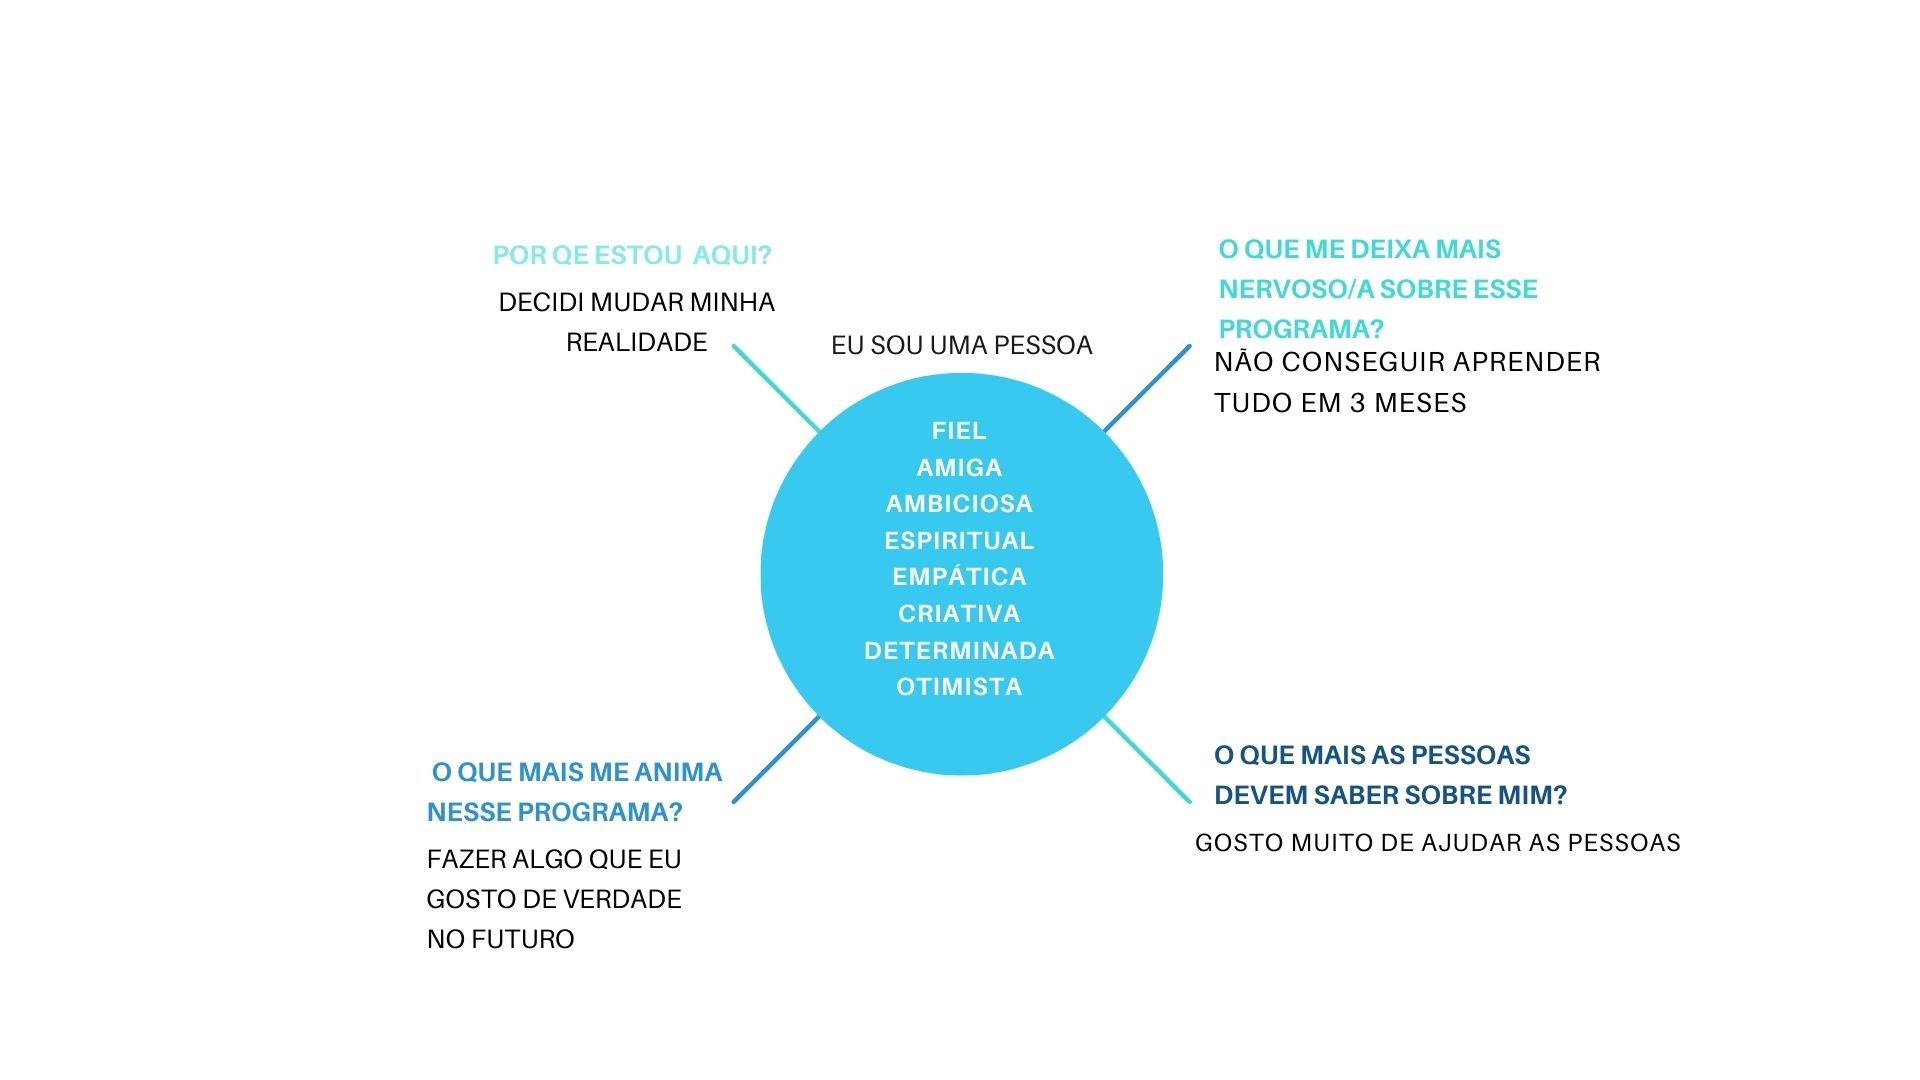 POR QE ESTOU AQUI?
DECIDI MUDAR MINHA
REALIDADE
O QUE ME DEIXA MAIS
NERVOSO/A SOBRE ESSE
PROGRAMA?
NÃO CONSEGUIR APRENDER
TUDO EM 3 MESES
EU SOU UMA PESSOA
FIEL
AMIGA
AMBICIOSA
ESPIRITUAL
EMPÁTICA
CRIATIVA
DETERMINADA
OTIMISTA
O QUE MAIS ME ANIMA
NESSE PROGRAMA?
FAZER ALGO QUE EU
GOSTO DE VERDADE
NO FUTURO
O QUE MAIS AS PESSOAS
DEVEM SABER SOBRE MIM?
GOSTO MUITO DE AJUDAR AS PESSOAS